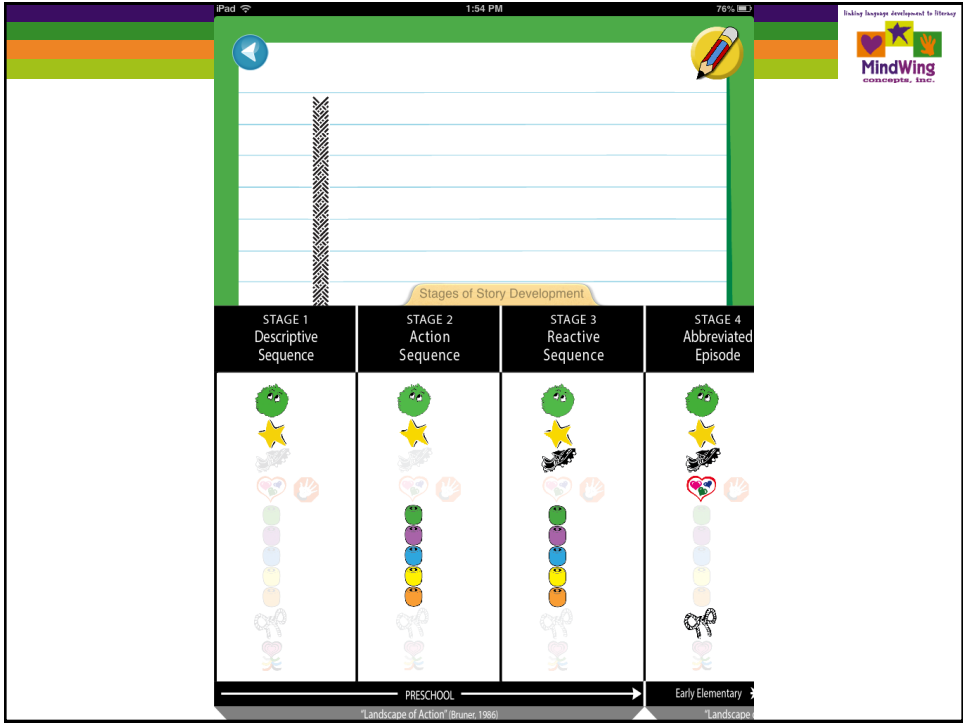 iPad
1:54 PM
76%
linking language development to literacy
MindWing
concepts, inc.
Stages of Story Development
STAGE 1
Descriptive
Sequence
STAGE 2
Action
Sequence
STAGE 3
Reactive
Sequence
STAGE 4
Abbreviated
Episode
PRESCHOOL
Early Elementary
"Landscape of Action" (Bruner, 1986)
"Landscape